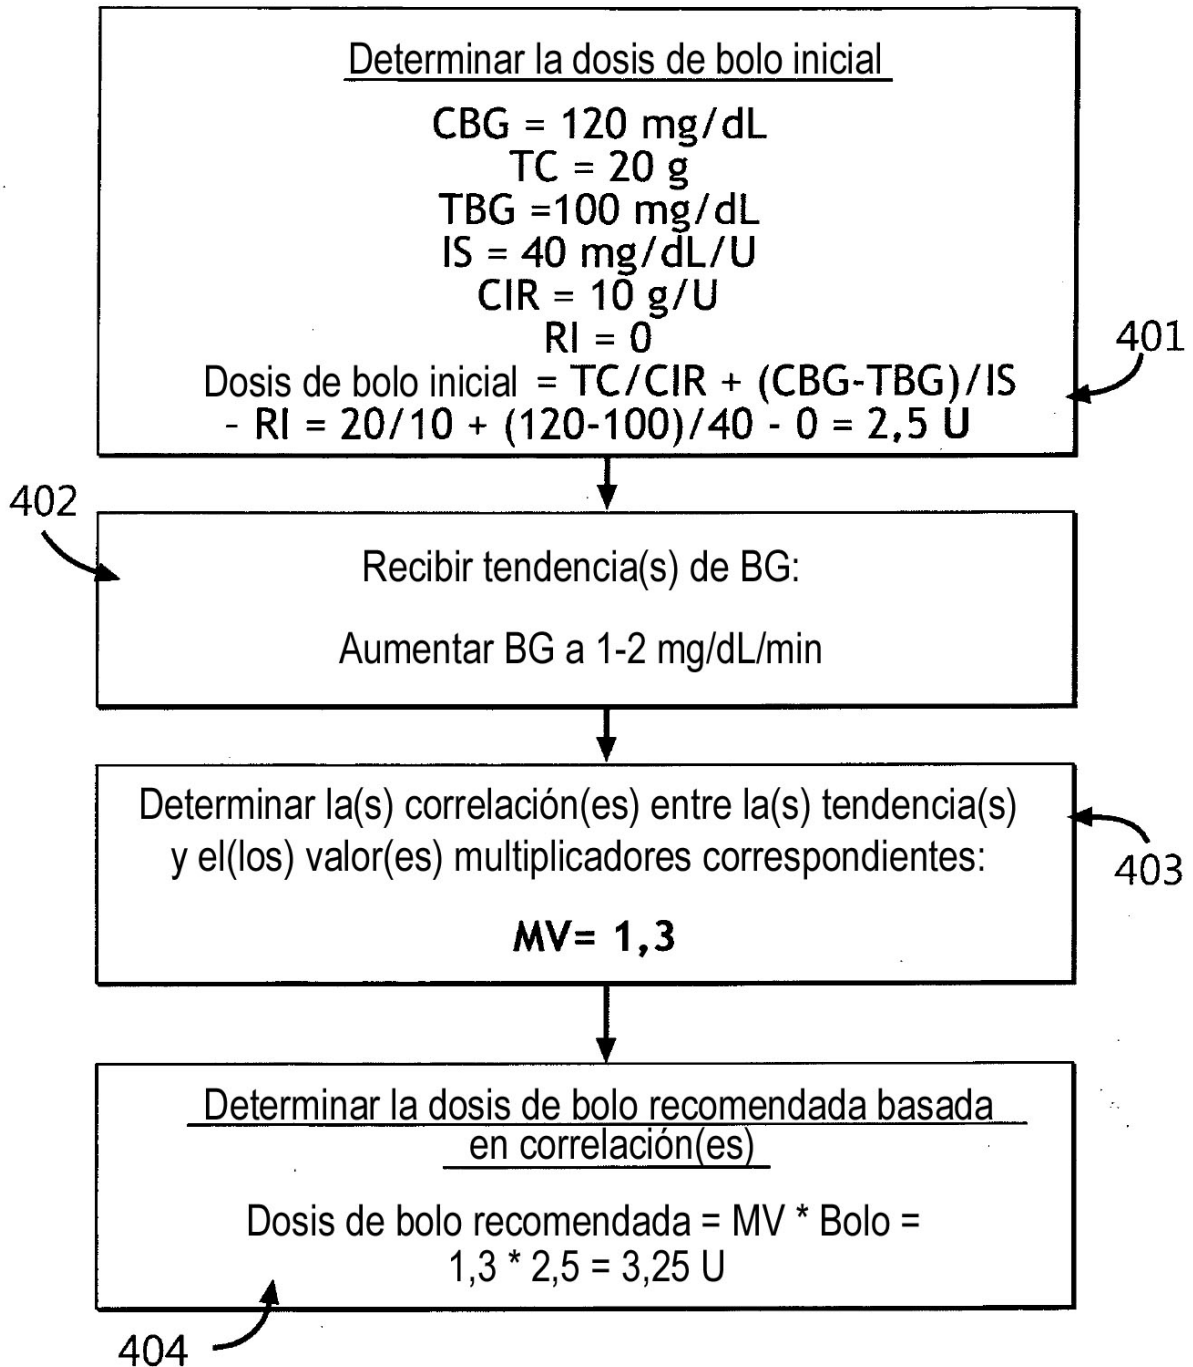 Determinar la dosis de bolo inicial
CBG = 120 mg/dL
TC = 20 g
TBG =100 mg/dL
IS = 40 mg/dL/U
CIR = 10 g/U
RI = 0
401
Dosis de bolo inicial = TC/CIR + (CBG-TBG)/IS
- RI = 20/10 + (120-100)/40 - 0 = 2,5 U
402
Recibir tendencia(s) de BG:
Aumentar BG a 1-2 mg/dL/min
Determinar la(s) correlación(es) entre la(s) tendencia(s)
y el(los) valor(es) multiplicadores correspondientes:
403
MV= 1,3
Determinar la dosis de bolo recomendada basada
en correlación(es)
Dosis de bolo recomendada = MV * Bolo =
1,3 * 2,5 = 3,25 U
404